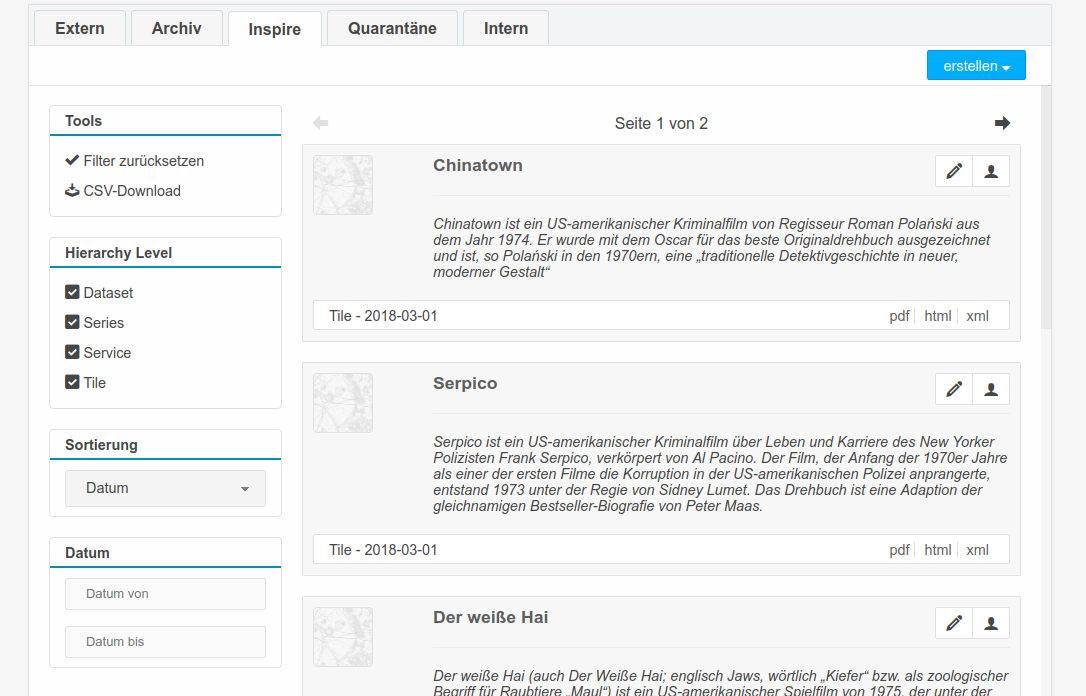 Extern Archiv Inspire Quarantäne Intern
erstellen
Tools
Filter zurücksetzen
CSV-Download
Hierarchy Level
Dataset
Series
Service
Tile
Sortierung
Datum
Datum
Datum von
Datum bis
Seite 1 von 2
Chinatown
Chinatown ist ein US-amerikanischer Kriminalfilm von Regisseur Roman Polański aus
dem Jahr 1974. Er wurde mit dem Oscar für das beste Originaldrehbuch ausgezeichnet
und ist, so Polański in den 1970ern, eine „traditionelle Detektivgeschichte in neuer,
moderner Gestalt“
Tile - 2018-03-01 pdf html xml
Serpico
Serpico ist ein US-amerikanischer Kriminalfilm über Leben und Karriere des New Yorker
Polizisten Frank Serpico, verkörpert von Al Pacino. Der Film, der Anfang der 1970er Jahre
als einer der ersten Filme die Korruption in der US-amerikanischen Polizei anprangerte,
entstand 1973 unter der Regie von Sidney Lumet. Das Drehbuch ist eine Adaption der
gleichnamigen Bestseller-Biografie von Peter Maas.
Tile - 2018-03-01 pdf html xml
Der weiße Hai
Der weiße Hai (auch Der Weiße Hai; englisch Jaws, wörtlich „Kiefer“ bzw. als zoologischer
Begriff für Raubtiere „Maul“) ist ein US-amerikanischer Spielfilm von 1975, der unter der